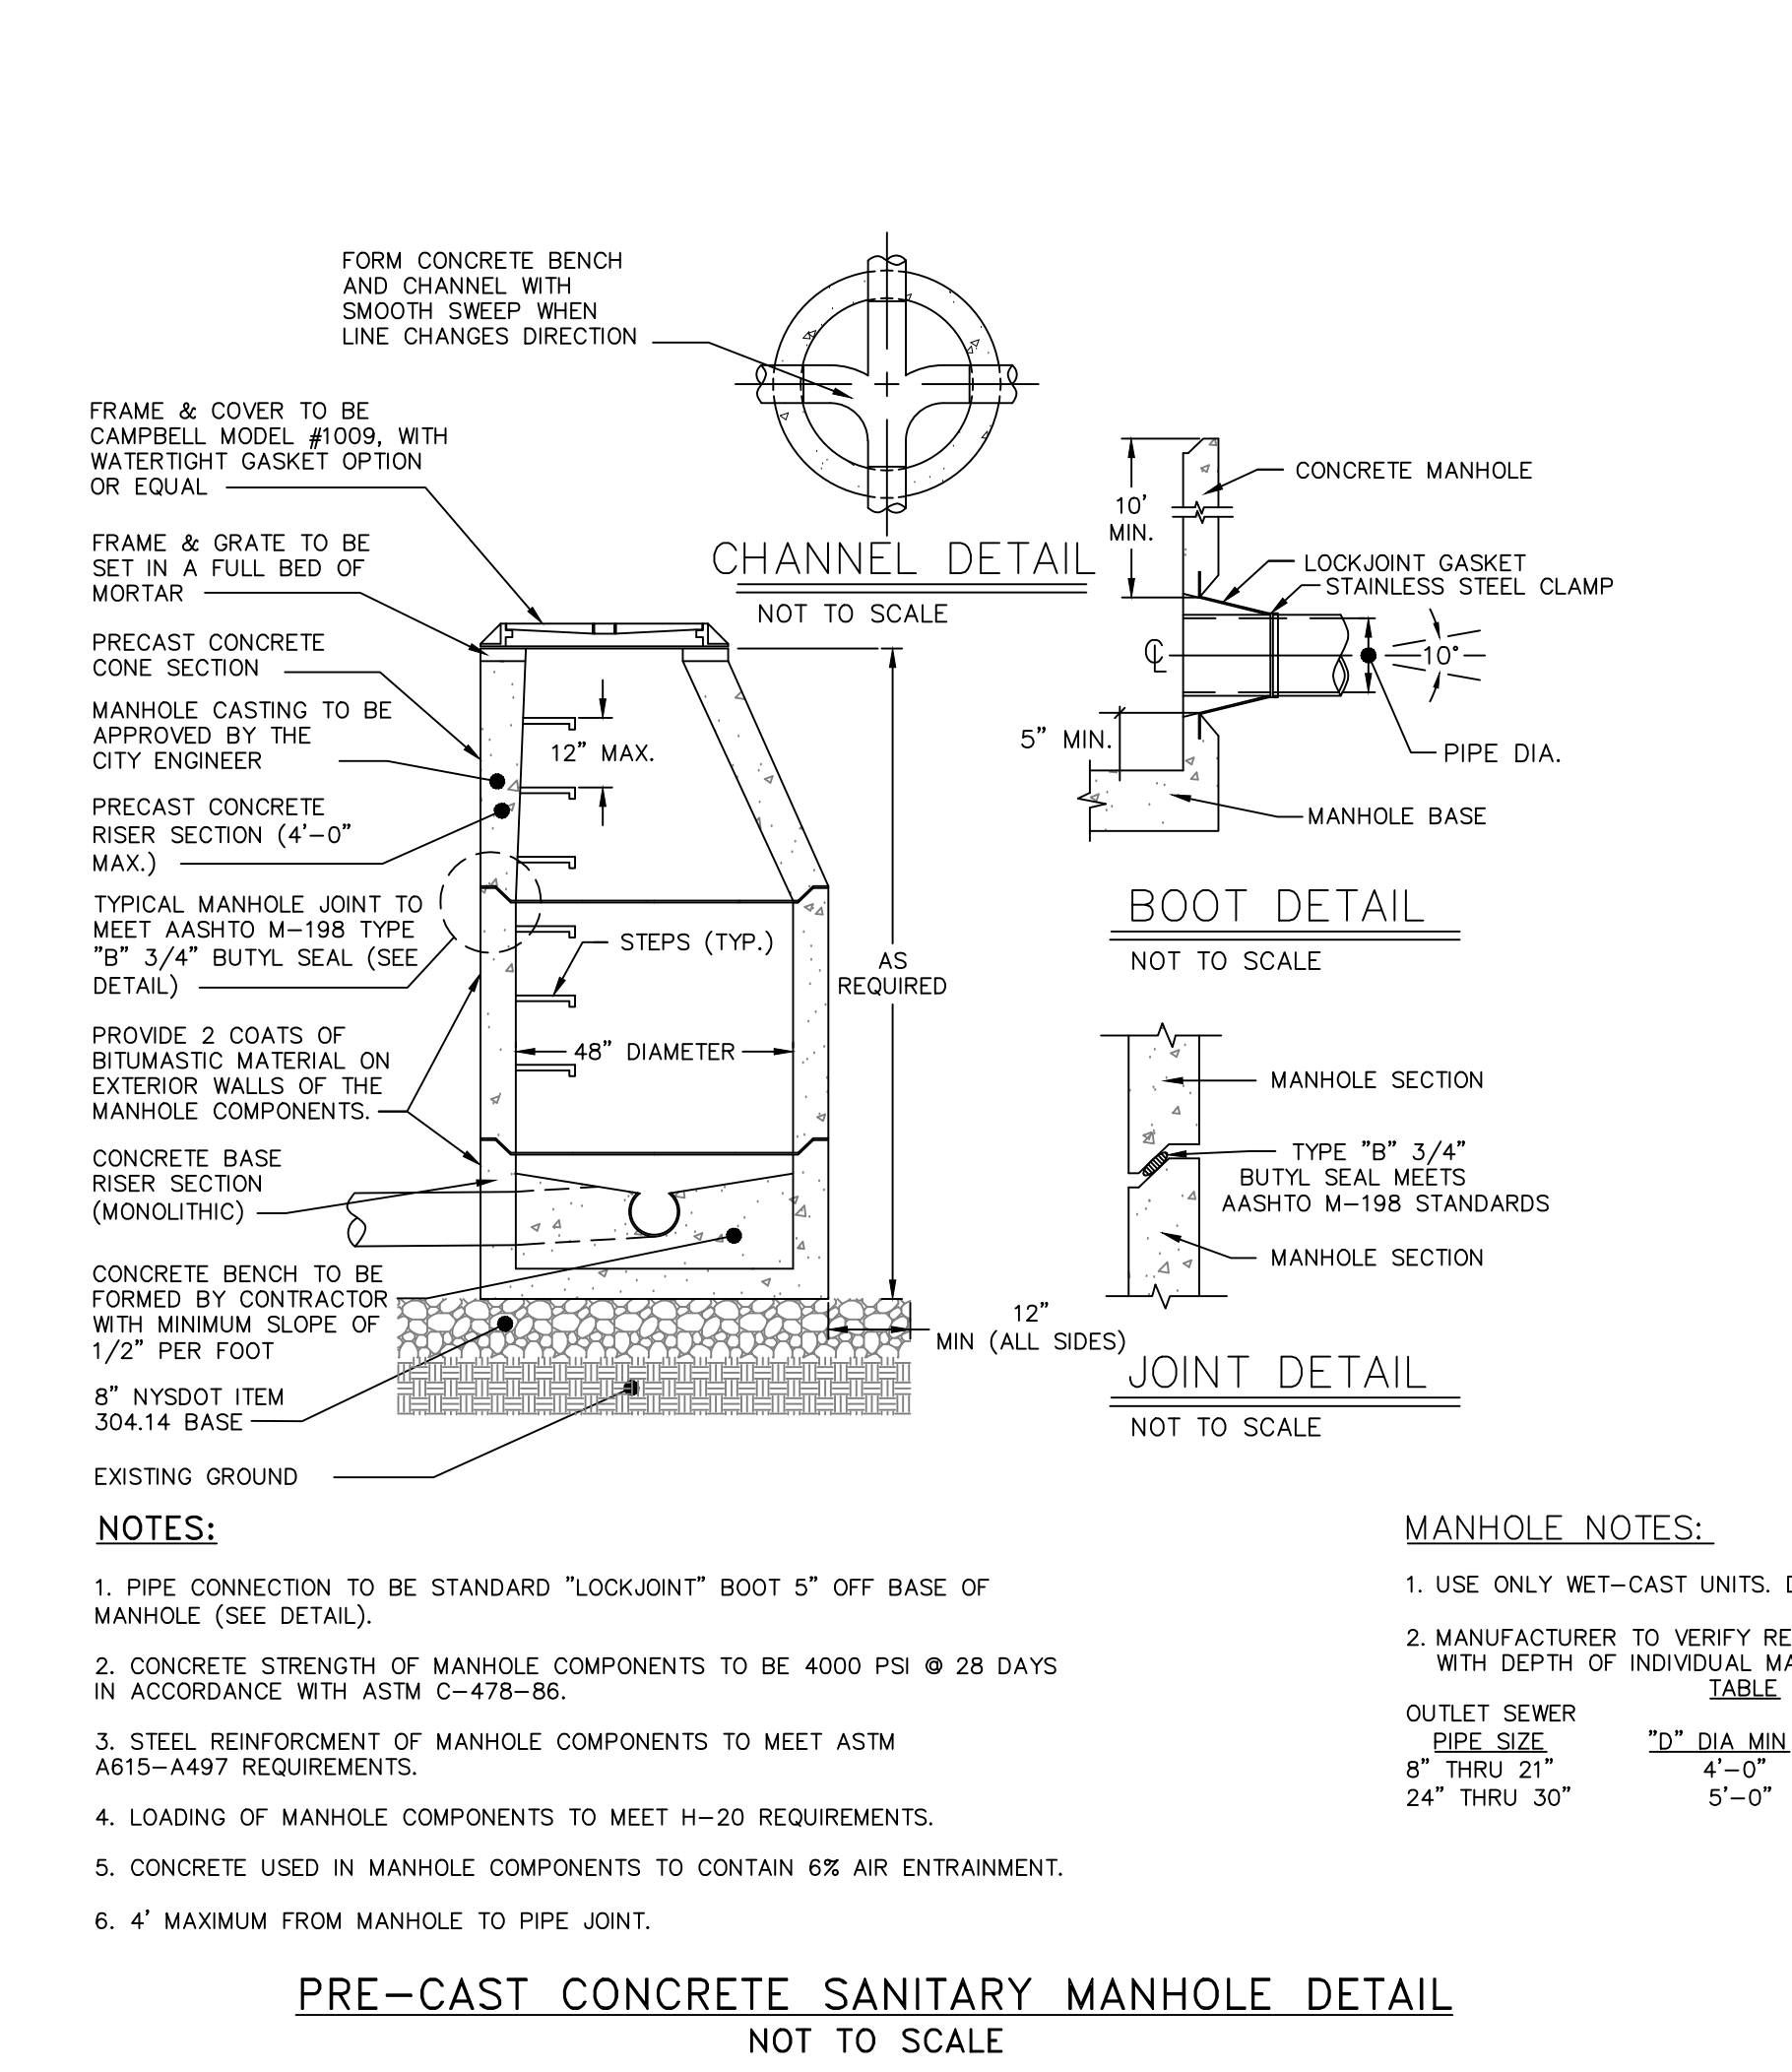 FORM CONCRETE BENCH
AND CHANNEL WITH
SMOOTH SWEEP WHEN
LINE CHANGES DIRECTION
FRAME & COVER TO BE
CAMPBELL MODEL #1009, WITH
WATERTIGHT GASKET OPTION
OR EQUAL
FRAME & GRATE TO BE
SET IN A FULL BED OF
MORTAR
PRECAST CONCRETE
CONE SECTION
MANHOLE CASTING TO BE
APPROVED BY THE
CITY ENGINEER
PRECAST CONCRETE
RISER SECTION (4'-0"
MAX.)
TYPICAL MANHOLE JOINT TO
MEET AASHTO M-198 TYPE
"B" 3/4" BUTYL SEAL (SEE
DETAIL)
PROVIDE 2 COATS OF
BITUMASTIC MATERIAL ON
EXTERIOR WALLS OF THE
MANHOLE COMPONENTS.
CONCRETE BASE
RISER SECTION
(MONOLITHIC)
CONCRETE BENCH TO BE
FORMED BY CONTRACTOR
WITH MINIMUM SLOPE OF
1/2" PER FOOT
8" NYSDOT ITEM
304.14 BASE
EXISTING GROUND
12" MAX.
STEPS (TYP.)
48" DIAMETER
AS
REQUIRED
12"
MIN (ALL SIDES)
CHANNEL DETAIL
NOT TO SCALE
10'
MIN.
CONCRETE MANHOLE
LOCKJOINT GASKET
STAINLESS STEEL CLAMP
CL
10°
5" MIN.
PIPE DIA.
MANHOLE BASE
BOOT DETAIL
NOT TO SCALE
MANHOLE SECTION
TYPE "B" 3/4"
BUTYL SEAL MEETS
AASHTO M-198 STANDARDS
MANHOLE SECTION
JOINT DETAIL
NOT TO SCALE
NOTES:
1. PIPE CONNECTION TO BE STANDARD "LOCKJOINT" BOOT 5" OFF BASE OF
MANHOLE (SEE DETAIL).
2. CONCRETE STRENGTH OF MANHOLE COMPONENTS TO BE 4000 PSI @ 28 DAYS
IN ACCORDANCE WITH ASTM C-478-86.
3. STEEL REINFORCMENT OF MANHOLE COMPONENTS TO MEET ASTM
A615-A497 REQUIREMENTS.
4. LOADING OF MANHOLE COMPONENTS TO MEET H-20 REQUIREMENTS.
5. CONCRETE USED IN MANHOLE COMPONENTS TO CONTAIN 6% AIR ENTRAINMENT.
6. 4' MAXIMUM FROM MANHOLE TO PIPE JOINT.
MANHOLE NOTES:
1. USE ONLY WET-CAST UNITS.
2. MANUFACTURER TO VERIFY
WITH DEPTH OF INDIVIDUAL
TABLE
OUTLET SEWER
PIPE SIZE "D" DIA MIN
8" THRU 21" 4'-0"
24" THRU 30" 5'-0"
PRE-CAST CONCRETE SANITARY MANHOLE DETAIL
NOT TO SCALE